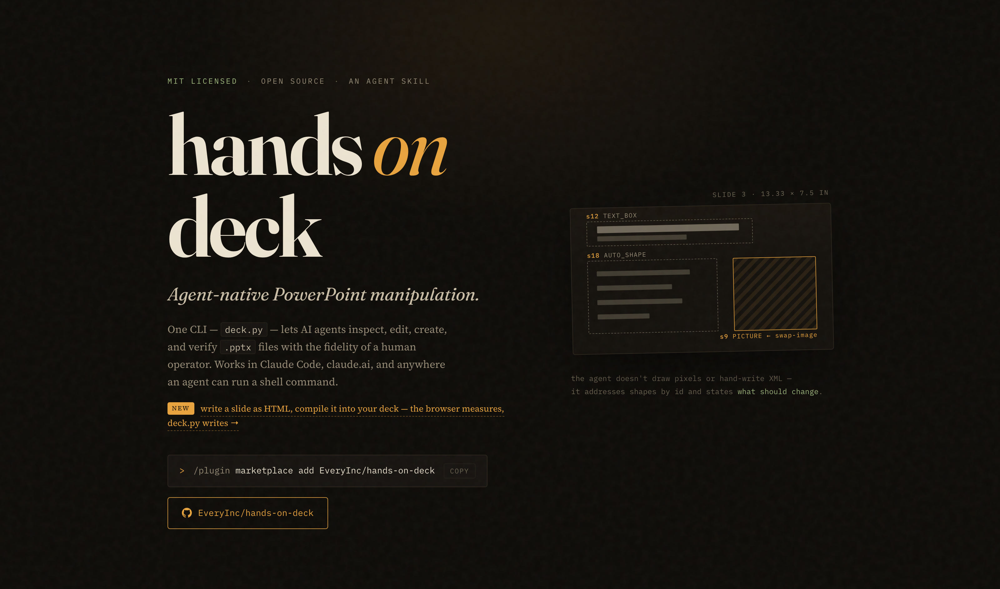 MIT LICENSED · OPEN SOURCE · AN AGENT SKILL
hands on
deck
Agent-native PowerPoint manipulation.
One CLI — deck.py — lets AI agents inspect, edit, create,
and verify .pptx files with the fidelity of a human
operator. Works in Claude Code, claude.ai, and anywhere
an agent can run a shell command.
NEW write a slide as HTML, compile it into your deck — the browser measures,
deck.py writes →
> /plugin marketplace add EveryInc/hands-on-deck COPY
EveryInc/hands-on-deck
SLIDE 3 · 13.33 × 7.5 IN
s12 TEXT_BOX
s18 AUTO_SHAPE
s9 PICTURE ← swap-image
the agent doesn't draw pixels or hand-write XML —
it addresses shapes by id and states what should change.